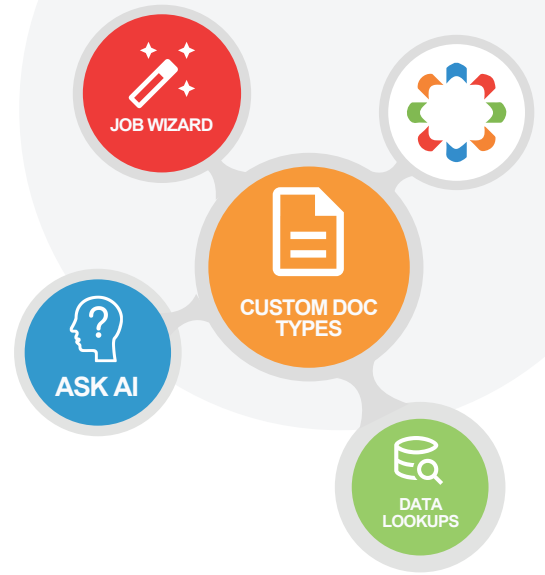 JOB WIZARD
CUSTOM DOC
TYPES
?
ASK AI
DATA
LOOKUPS